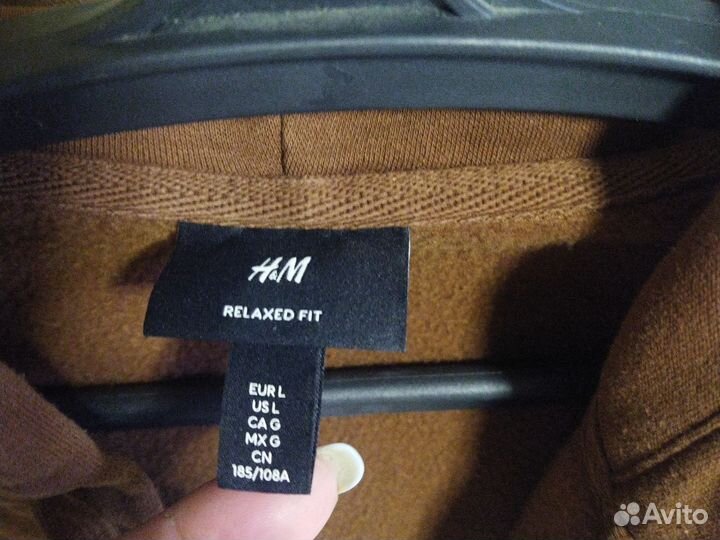 H&M
RELAXED FIT
EUR L
US L
CA G
MX G
CN
185/108A
Avito